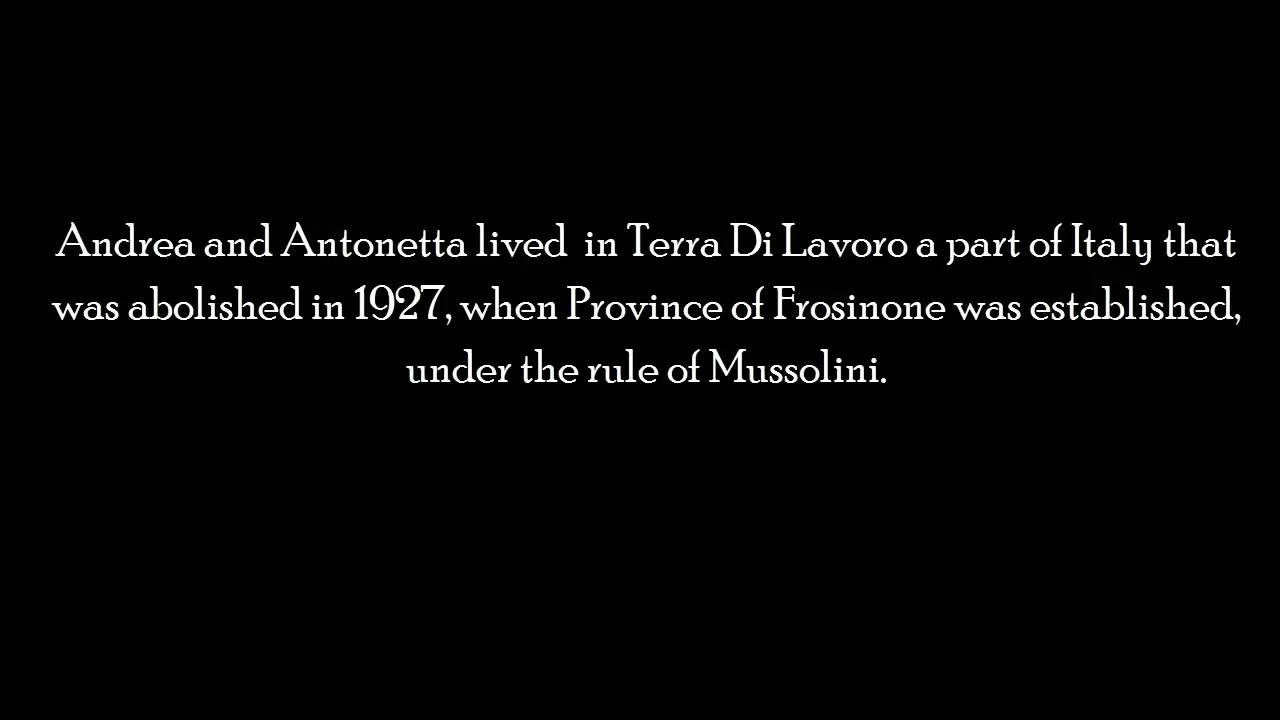 Andrea and Antonetta lived  in Terra Di Lavoro a part of Italy that
was abolished in 1927, when Province of Frosinone was established,
under the rule of Mussolini.